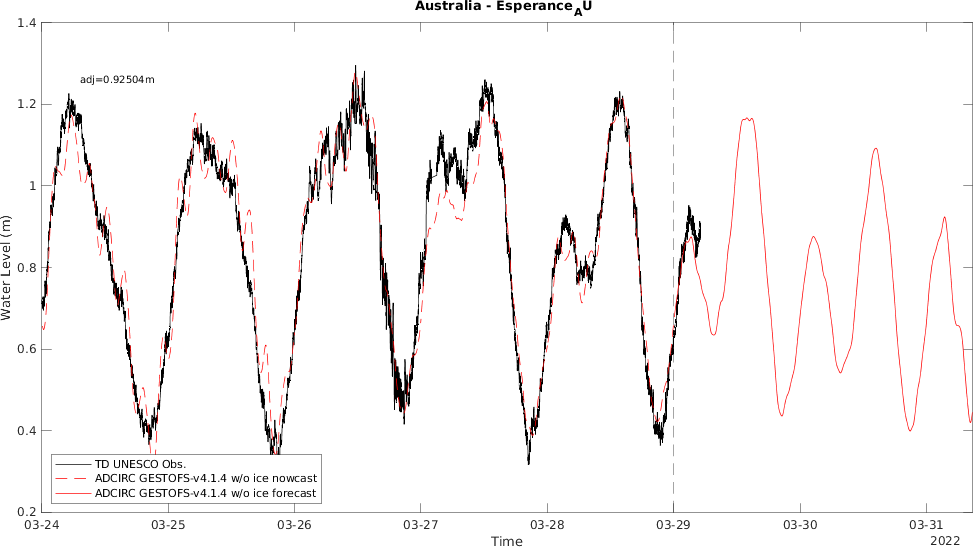 Australia - Esperance_AU
adj=0.92504m
1.4
1.2
1
0.8
0.6
0.4
0.2
Water Level (m)
TD UNESCO Obs.
ADCIRC GESTOFS-v4.1.4 w/o ice nowcast
ADCIRC GESTOFS-v4.1.4 w/o ice forecast
03-24 03-25 03-26 03-27 03-28 03-29 03-30 03-31
Time
2022